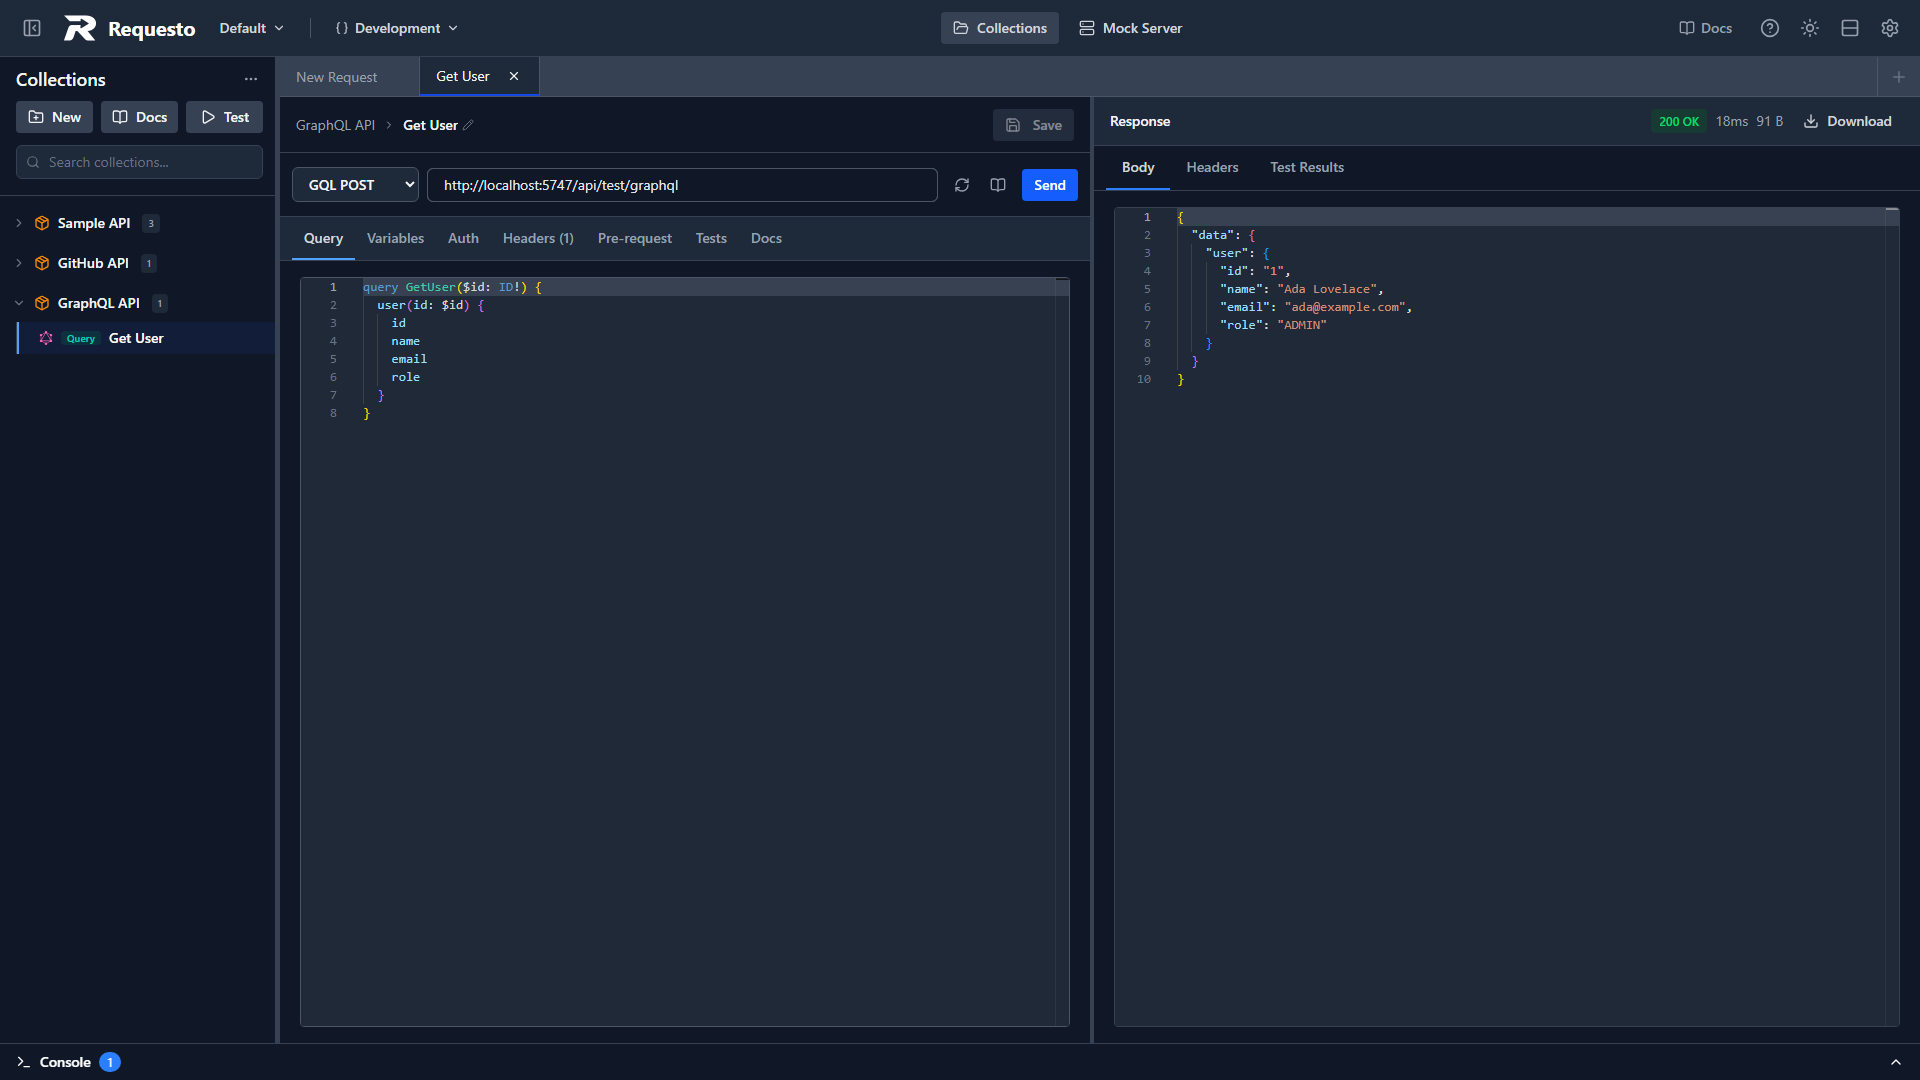 Requesto
Default
{ } Development
Collections
Mock Server
Docs
Collections
...
New
Docs
Test
Search collections...
Sample API 3
GitHub API 1
GraphQL API 1
Query Get User
New Request
Get User
GraphQL API > Get User
Save
GQL POST
http://localhost:5747/api/test/graphql
Send
Query
Variables
Auth
Headers (1)
Pre-request
Tests
Docs
1 query GetUser($id: ID!) {
2 user(id: $id) {
3 id
4 name
5 email
6 role
7 }
8 }
Response
200 OK 18ms 91 B
Download
Body
Headers
Test Results
1 {
2 "data": {
3 "user": {
4 "id": "1",
5 "name": "Ada Lovelace",
6 "email": "ada@example.com",
7 "role": "ADMIN"
8 }
9 }
10 }
Console 1